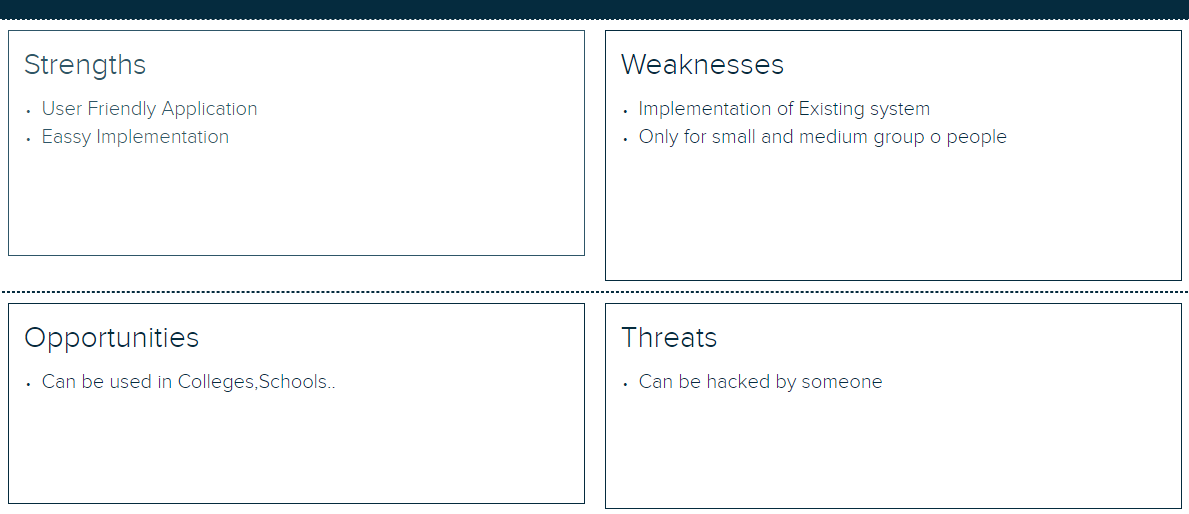 Strengths
• User Friendly Application
• Eassy Implementation
Weaknesses
• Implementation of Existing system
• Only for small and medium group o people
Opportunities
• Can be used in Colleges,Schools..
Threats
• Can be hacked by someone